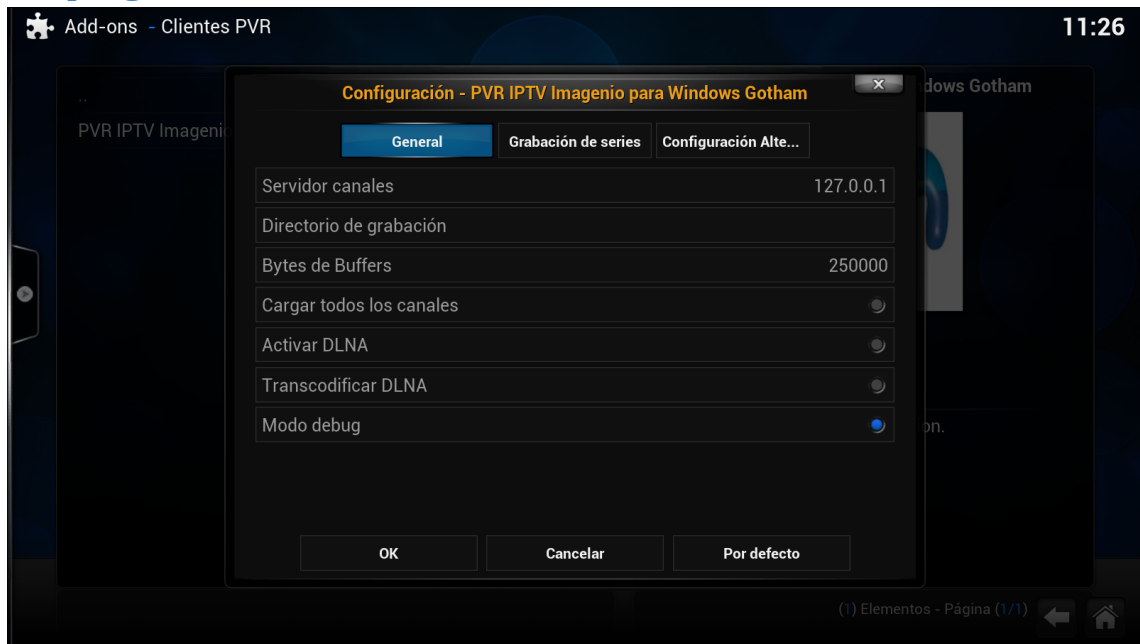 Add-ons - Clientes PVR
11:26
..
PVR IPTV Imagenio
dows Gotham
on.
Configuración - PVR IPTV Imagenio para Windows Gotham
General
Grabación de series
Configuración Alte...
Servidor canales 127.0.0.1
Directorio de grabación
Bytes de Buffers 250000
Cargar todos los canales
Activar DLNA
Transcodificar DLNA
Modo debug
OK
Cancelar
Por defecto
(1) Elementos - Página (1/1)